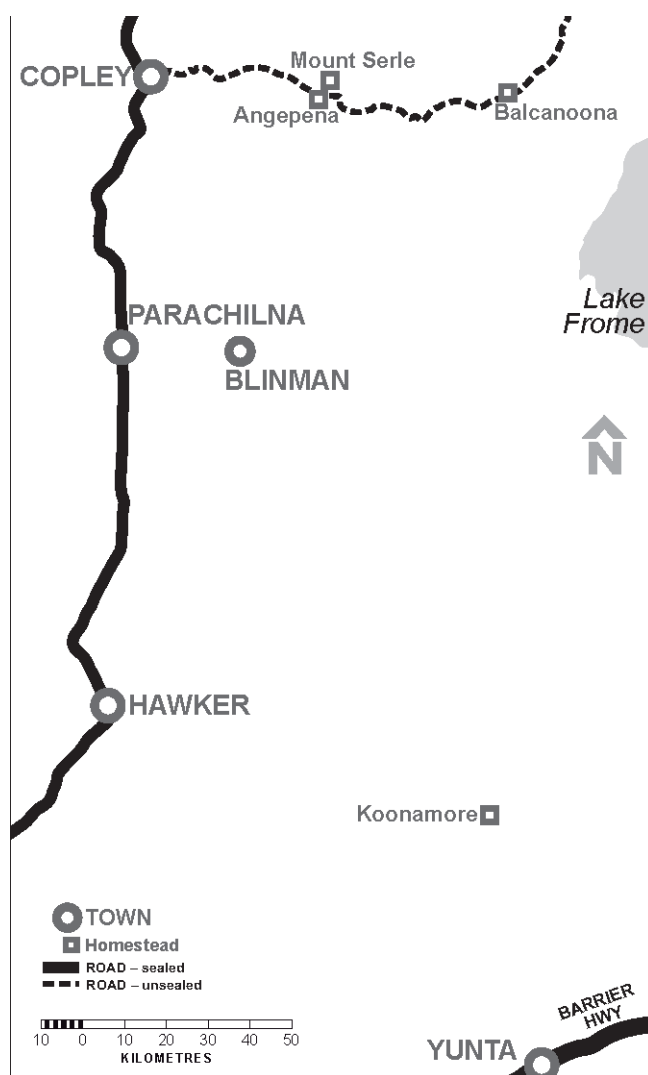 Mount Serle
COPLEY
Angepena
Balcanoona
Lake
Frome
PARACHILNA
BLINMAN
N
HAWKER
Koonamore
TOWN
Homestead
ROAD – sealed
ROAD – unsealed
10 0 10 20 30 40 50
KILOMETRES
BARRIER
HWY
YUNTA